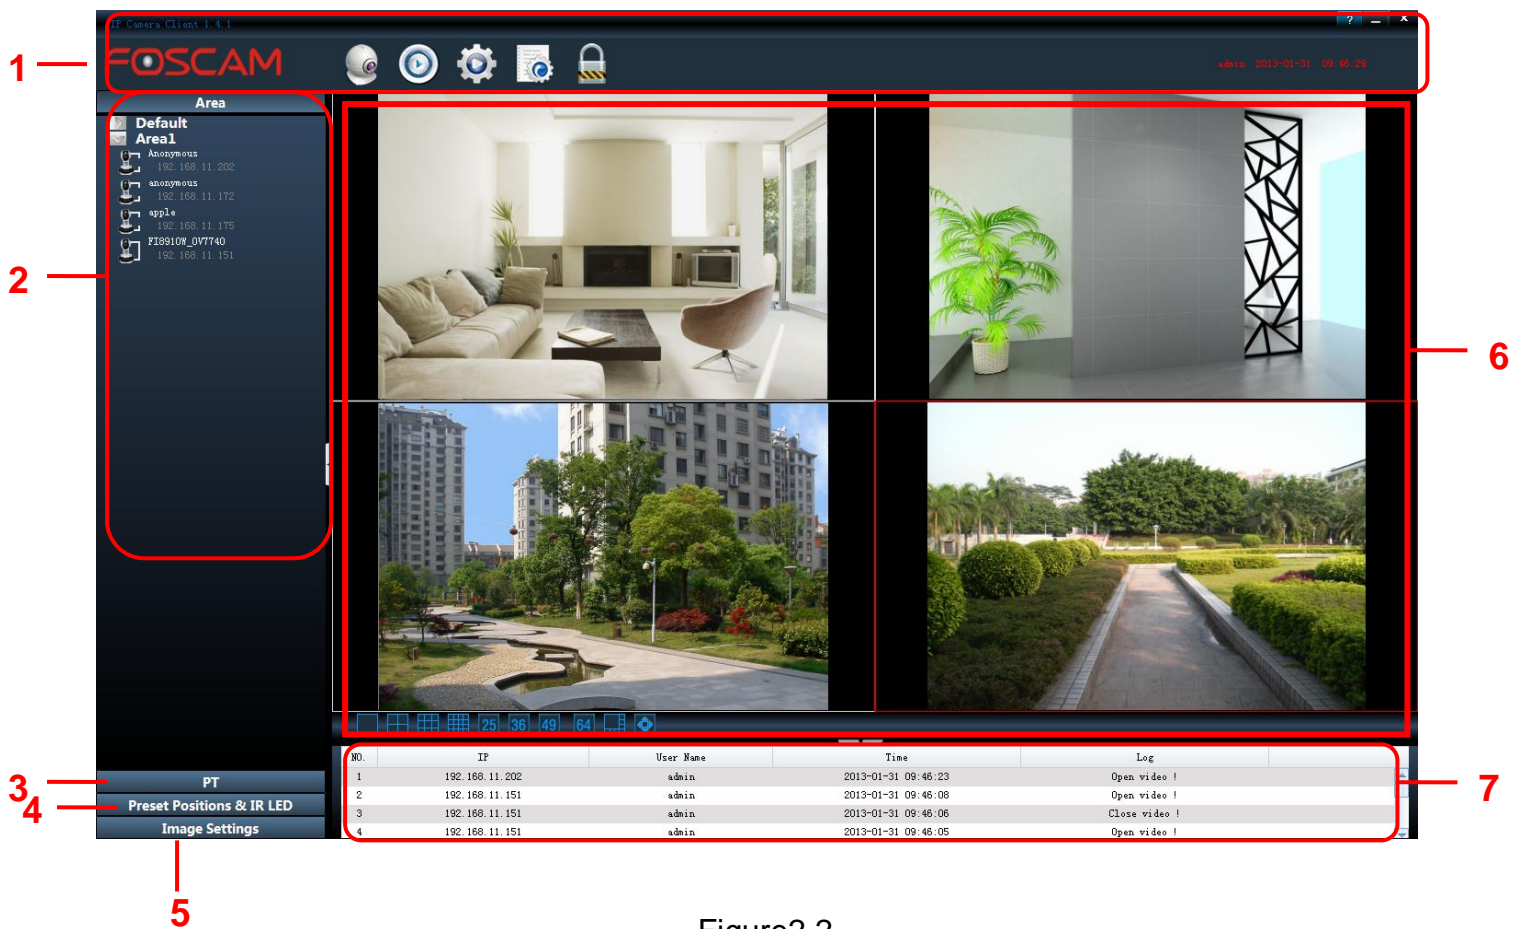 IP Camera Client 1.4.1
? _ x
1
FOSCAM
admin 2013-01-31 09:46:29
Area
Default
Area1
Anonymous
192.168.11.202
anonymous
192.168.11.172
apple
192.168.11.175
FI8910W_OV7740
192.168.11.151
2
6
25 36 49 64
NO. IP User Name Time Log
1 192.168.11.202 admin 2013-01-31 09:46:23 Open video !
2 192.168.11.151 admin 2013-01-31 09:46:08 Open video !
3 192.168.11.151 admin 2013-01-31 09:46:06 Close video !
4 192.168.11.151 admin 2013-01-31 09:46:05 Open video !
7
3
PT
4
Preset Positions & IR LED
Image Settings
5